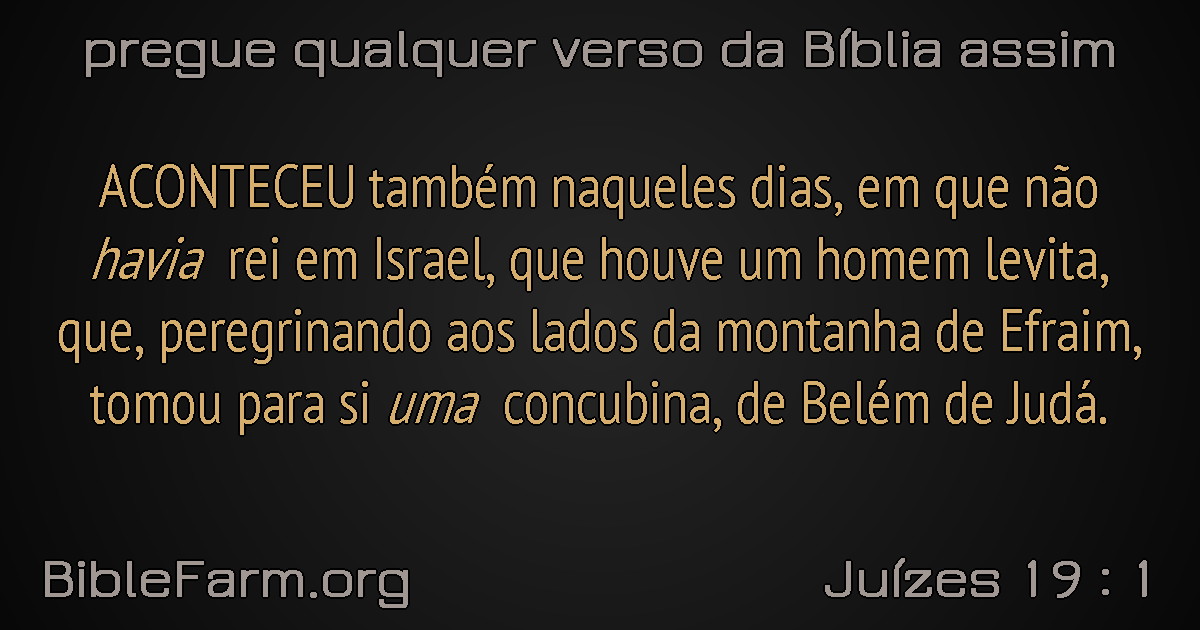 pregue qualquer verso da Bíblia assim
ACONTECEU também naqueles dias, em que não
havia rei em Israel, que houve um homem levita,
que, peregrinando aos lados da montanha de Efraim,
tomou para si uma concubina, de Belém de Judá.
BibleFarm.org
Juízes 19 : 1